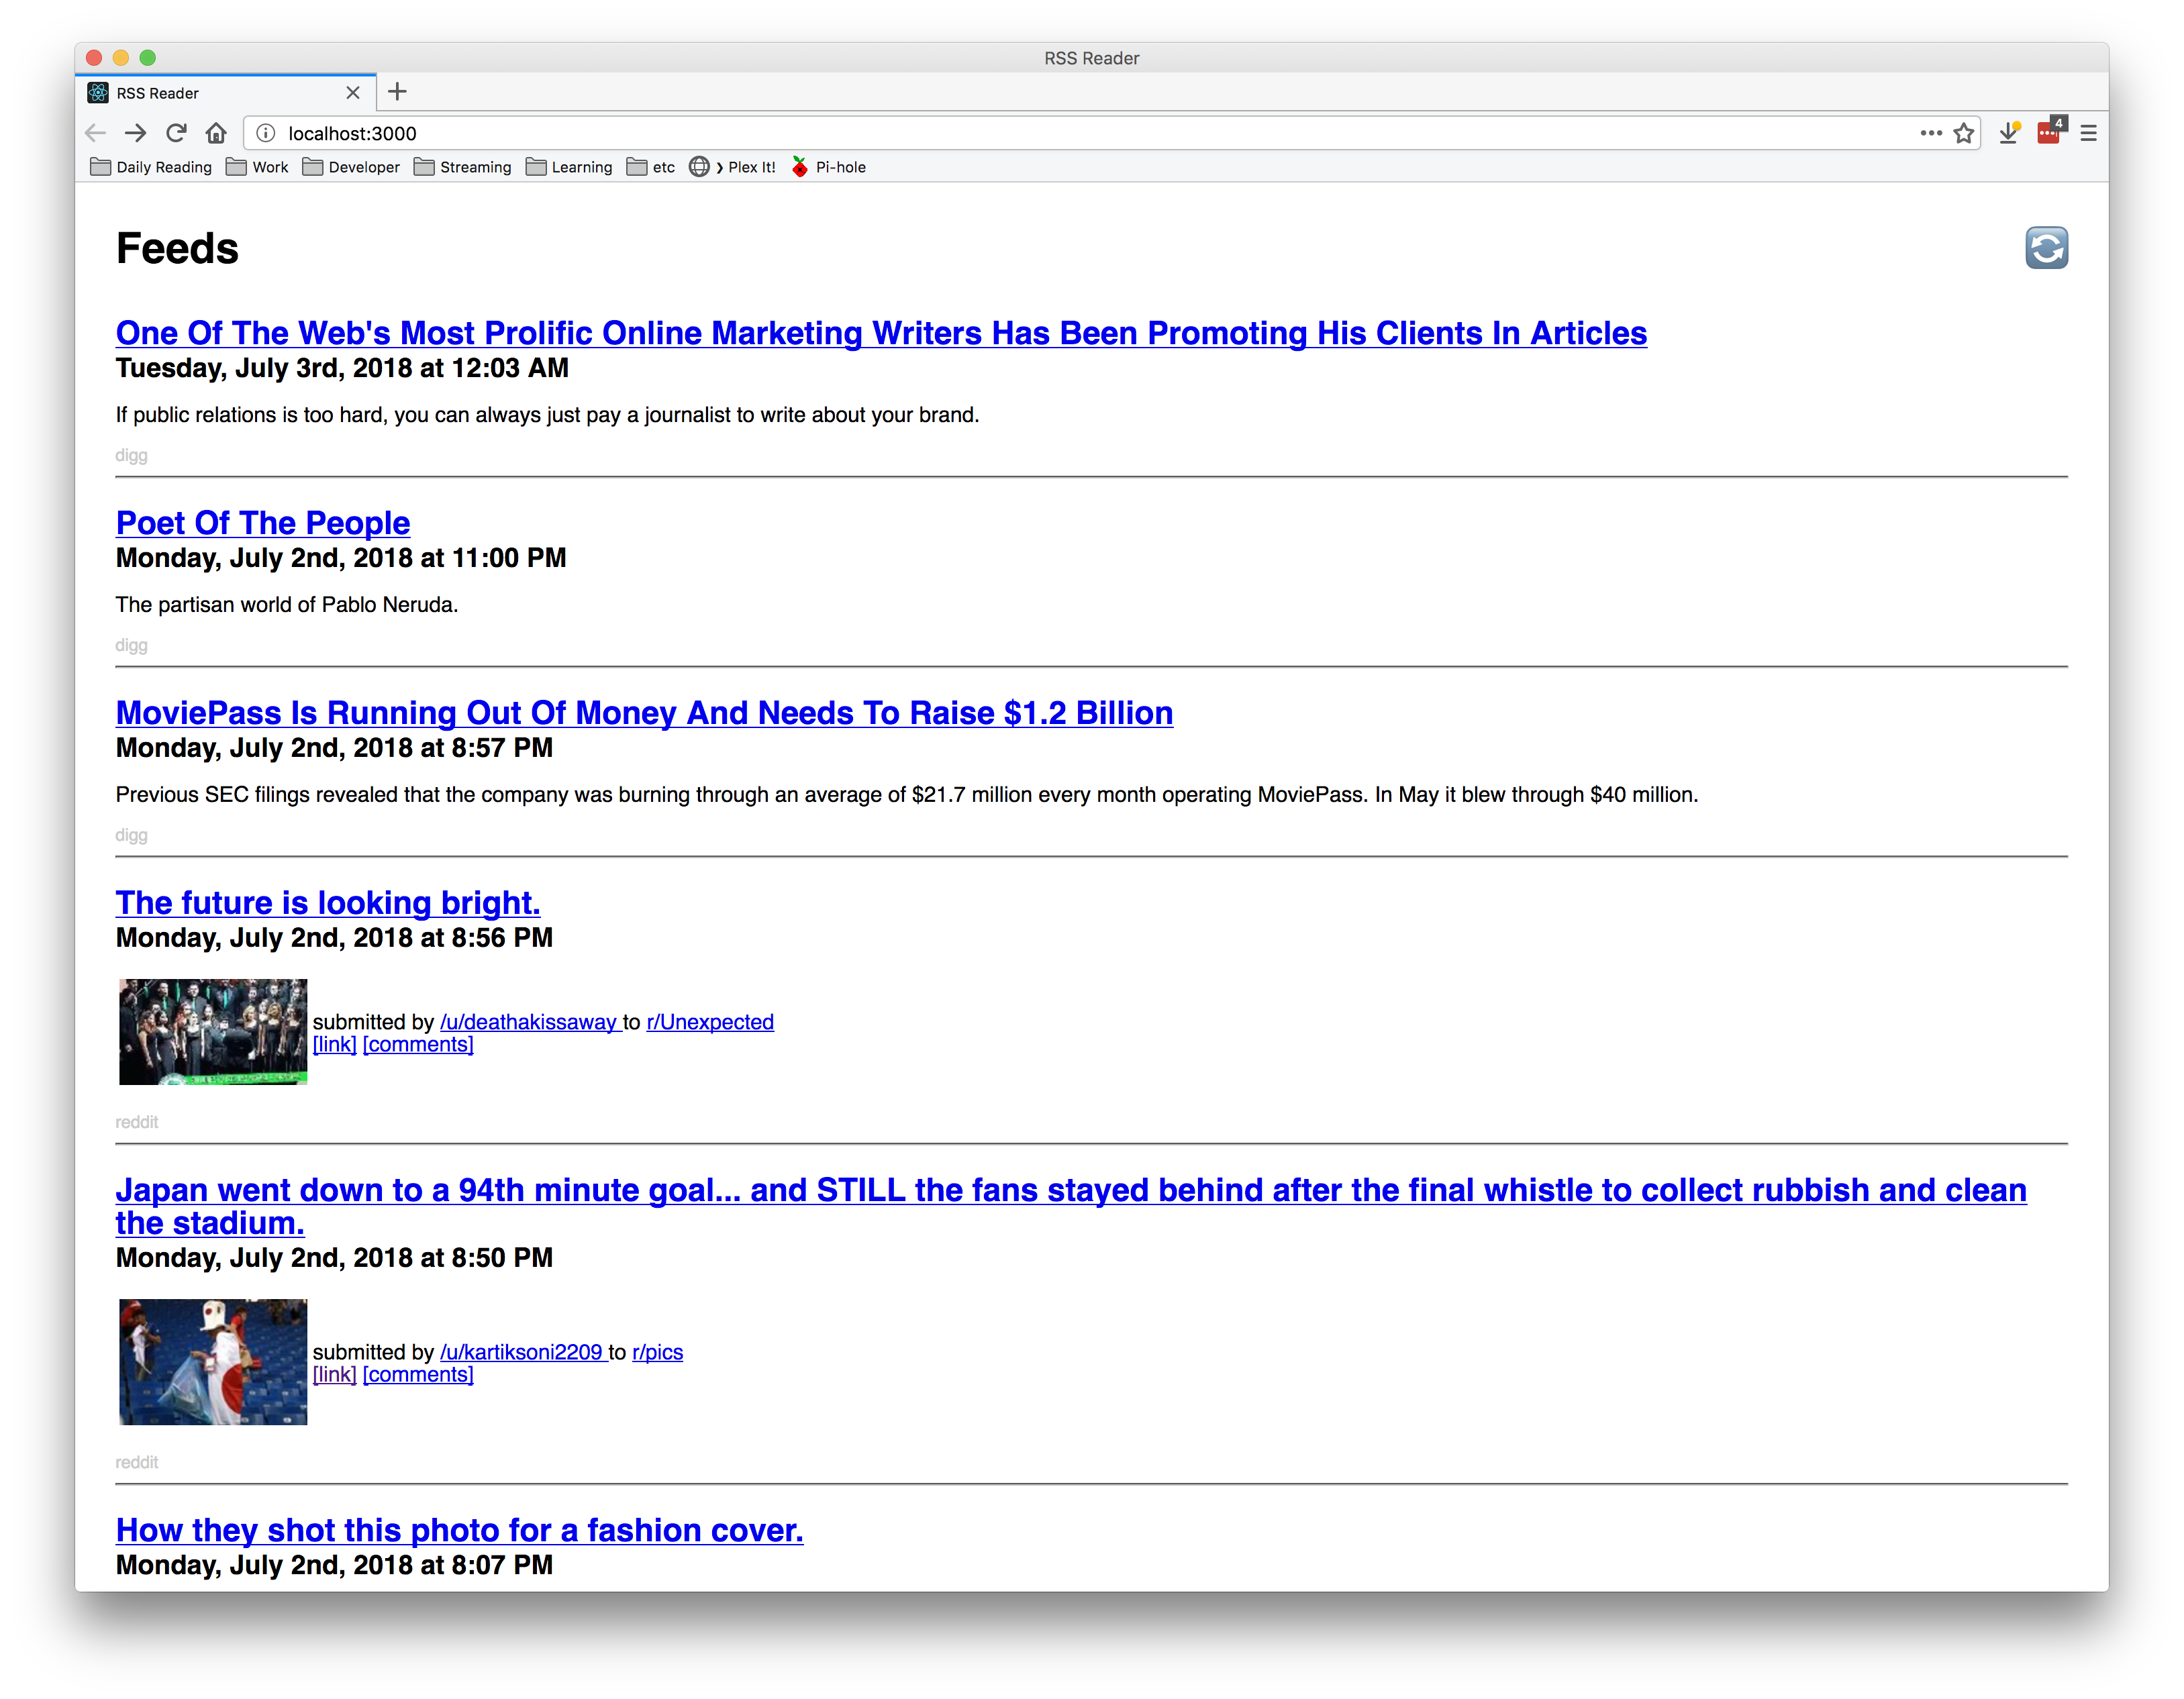 RSS Reader
RSS Reader
localhost:3000
4
Daily Reading Work Developer Streaming Learning etc ❯ Plex It! Pi-hole
Feeds
One Of The Web's Most Prolific Online Marketing Writers Has Been Promoting His Clients In Articles
Tuesday, July 3rd, 2018 at 12:03 AM
If public relations is too hard, you can always just pay a journalist to write about your brand.
digg
Poet Of The People
Monday, July 2nd, 2018 at 11:00 PM
The partisan world of Pablo Neruda.
digg
MoviePass Is Running Out Of Money And Needs To Raise $1.2 Billion
Monday, July 2nd, 2018 at 8:57 PM
Previous SEC filings revealed that the company was burning through an average of $21.7 million every month operating MoviePass. In May it blew through $40 million.
digg
The future is looking bright.
Monday, July 2nd, 2018 at 8:56 PM
submitted by /u/deathakissaway to r/Unexpected
[link] [comments]
reddit
Japan went down to a 94th minute goal... and STILL the fans stayed behind after the final whistle to collect rubbish and clean
the stadium.
Monday, July 2nd, 2018 at 8:50 PM
submitted by /u/kartiksoni2209 to r/pics
[link] [comments]
reddit
How they shot this photo for a fashion cover.
Monday, July 2nd, 2018 at 8:07 PM